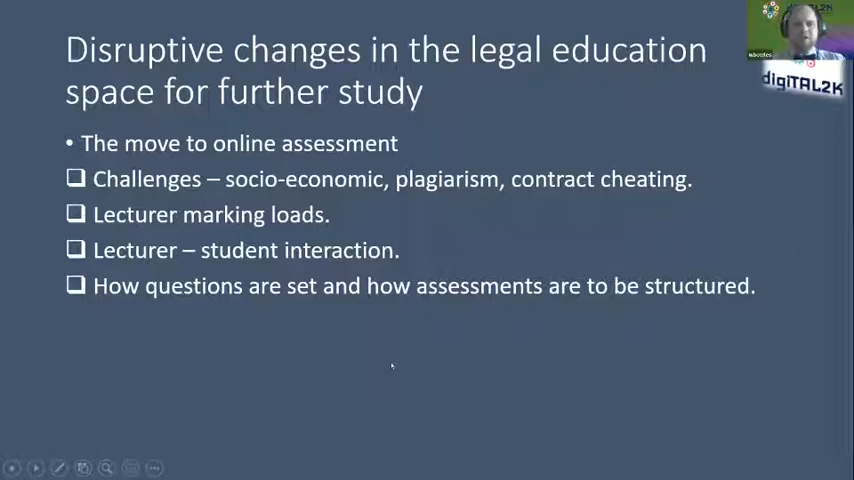 Disruptive changes in the legal education
space for further study
• The move to online assessment
❑ Challenges – socio-economic, plagiarism, contract cheating.
❑ Lecturer marking loads.
❑ Lecturer – student interaction.
❑ How questions are set and how assessments are to be structured.
digiTAL2K